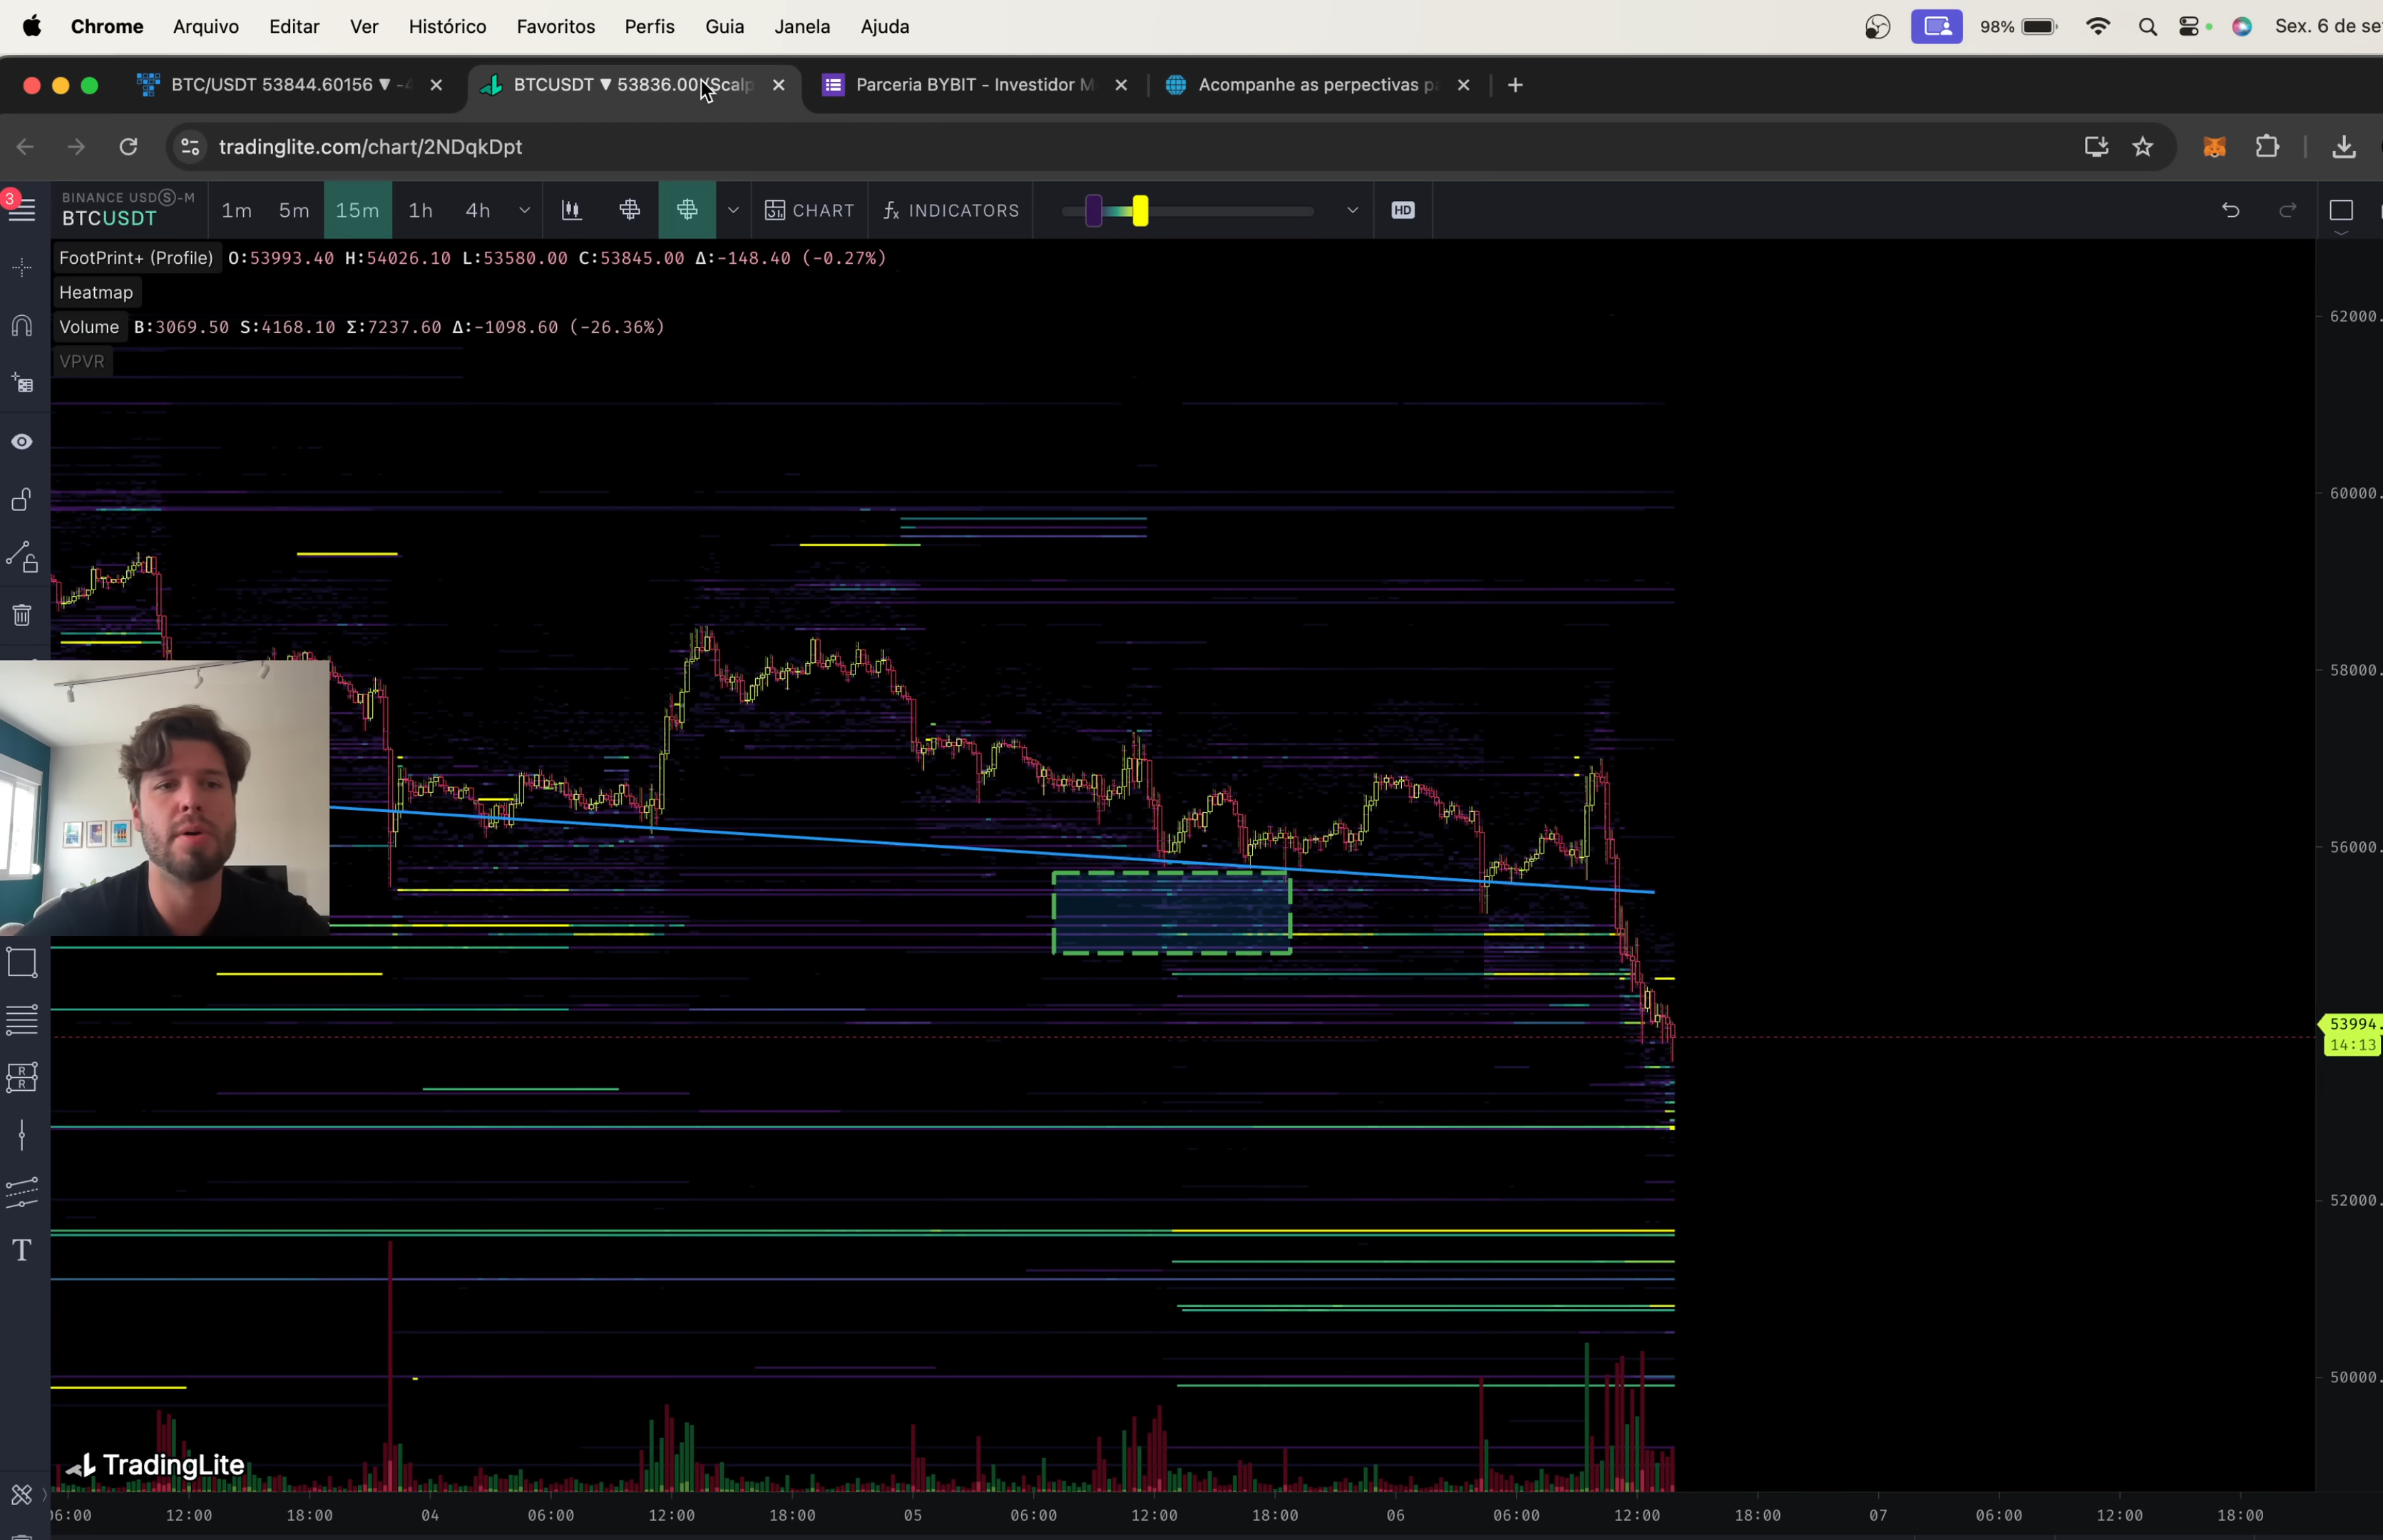 Chrome Arquivo Editar Ver Histórico Favoritos Perfis Guia Janela Ajuda 98% Sex. 6 de se
BTC/USDT 53844.60156 ▼ -4
BTCUSDT ▼ 53836.00 Scalp
Parceria BYBIT - Investidor M
Acompanhe as perpectivas p
tradinglite.com/chart/2NDqkDpt
3
BINANCE USDⓈ-M
BTCUSDT
1m 5m 15m 1h 4h CHART fx INDICATORS HD
FootPrint+ (Profile) O:53993.40 H:54026.10 L:53580.00 C:53845.00 Δ:-148.40 (-0.27%)
Heatmap
Volume B:3069.50 S:4168.10 Σ:7237.60 Δ:-1098.60 (-26.36%)
VPVR
62000.
60000.
58000.
56000.
53994.
14:13
52000.
50000.
R
R
T
TradingLite
06:00 12:00 18:00 04 06:00 12:00 18:00 05 06:00 12:00 18:00 06 06:00 12:00 18:00 07 06:00 12:00 18:00